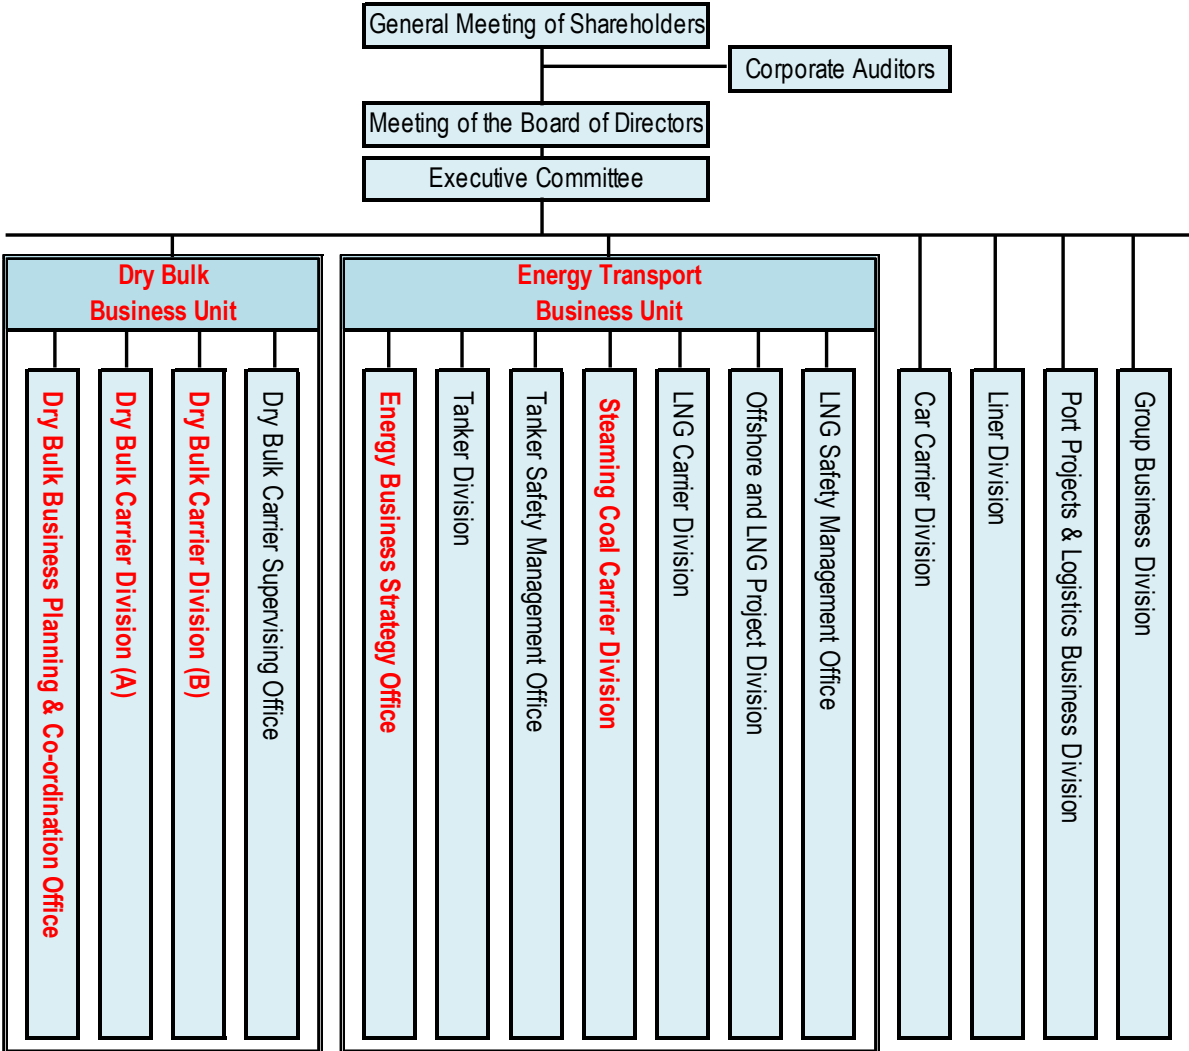 General Meeting of Shareholders
Corporate Auditors
Meeting of the Board of Directors
Executive Committee
Dry Bulk
Business Unit
Energy Transport
Business Unit
Dry Bulk Business Planning & Co-ordination Office
Dry Bulk Carrier Division (A)
Dry Bulk Carrier Division (B)
Dry Bulk Carrier Supervising Office
Energy Business Strategy Office
Tanker Division
Tanker Safety Management Office
Steaming Coal Carrier Division
LNG Carrier Division
Offshore and LNG Project Division
LNG Safety Management Office
Car Carrier Division
Liner Division
Port Projects & Logistics Business Division
Group Business Division